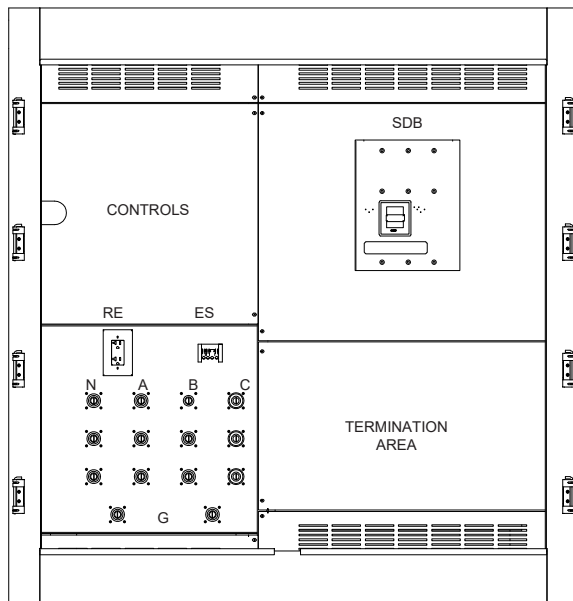 SDB
CONTROLS
RE ES
N A B C
TERMINATION
AREA
G